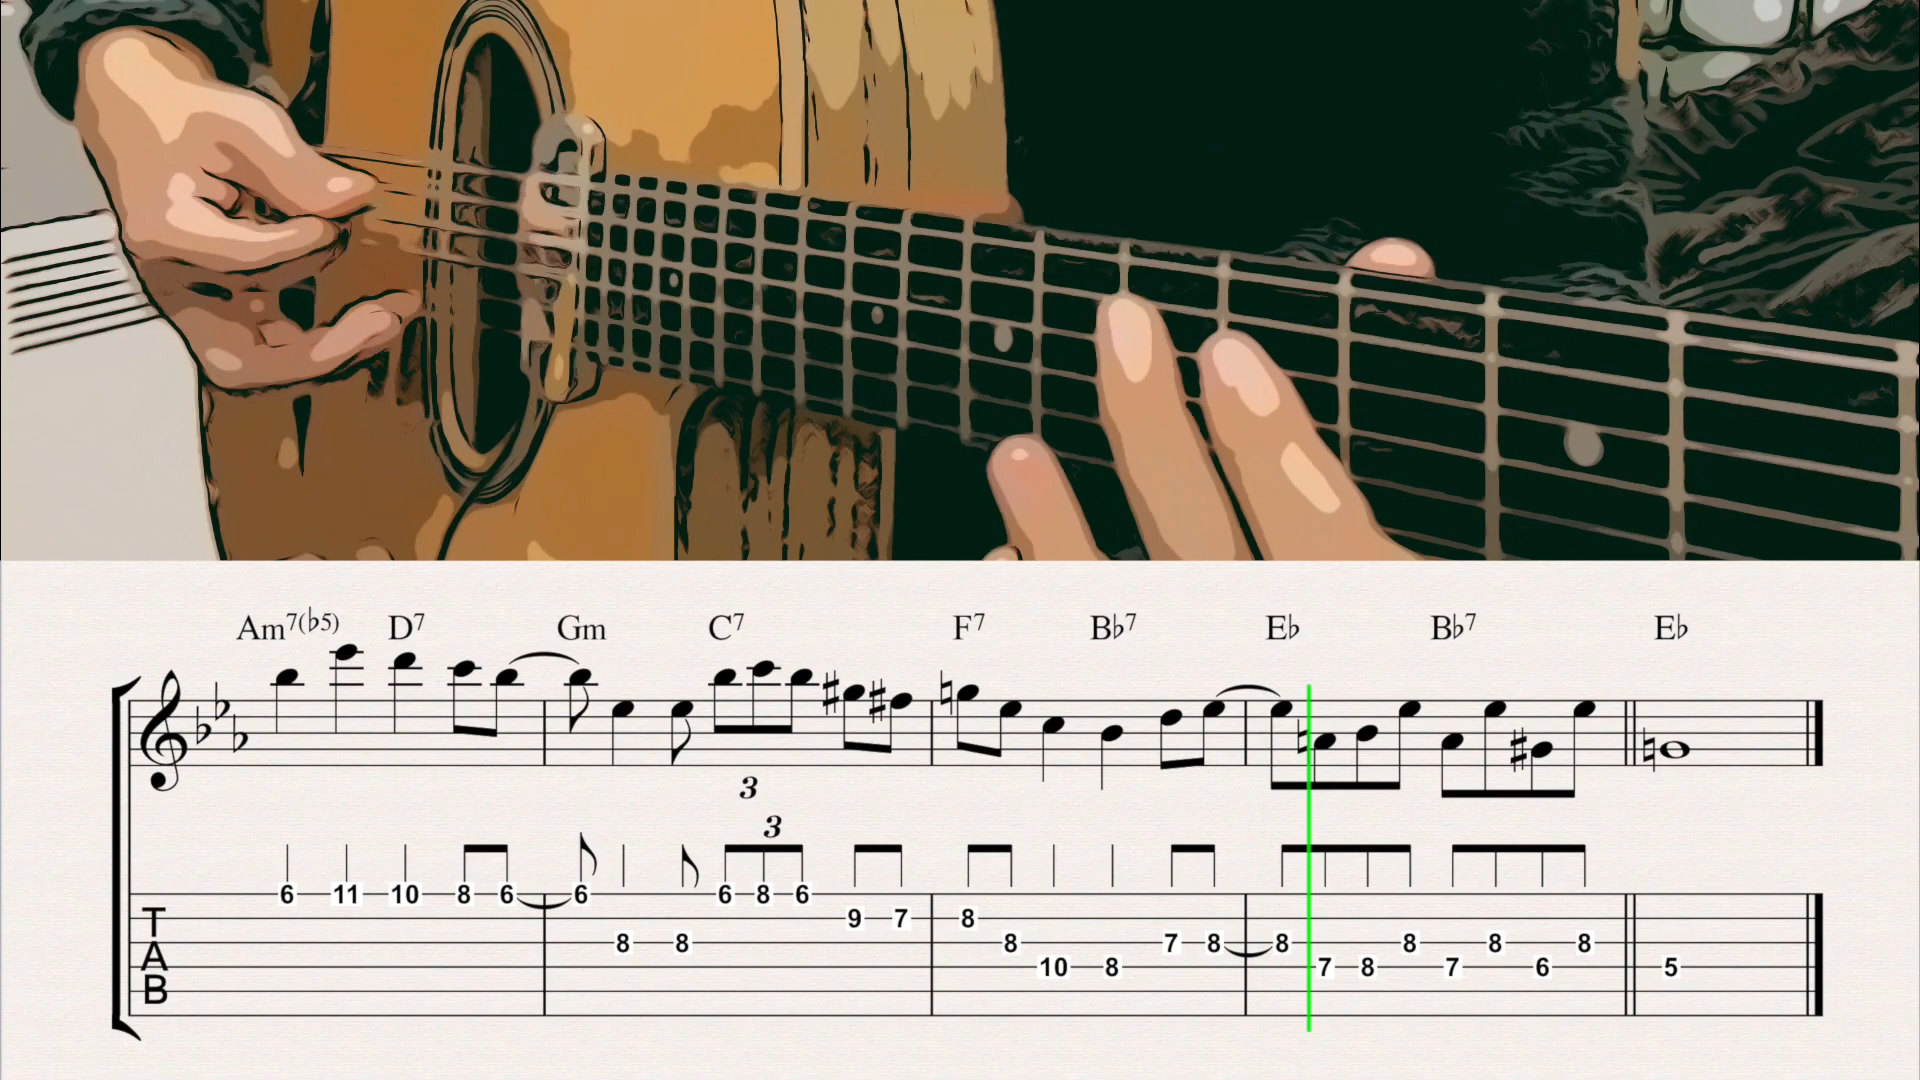 Am7(♭5) D7 Gm C7 F7 B♭7 E♭ B♭7 E♭
3
3
6 11 10 8 6 6 6 8 6
9 7 8
T
8 8 8 7 8 8 8 8 8
A
10 8 7 8 7 6 5
B